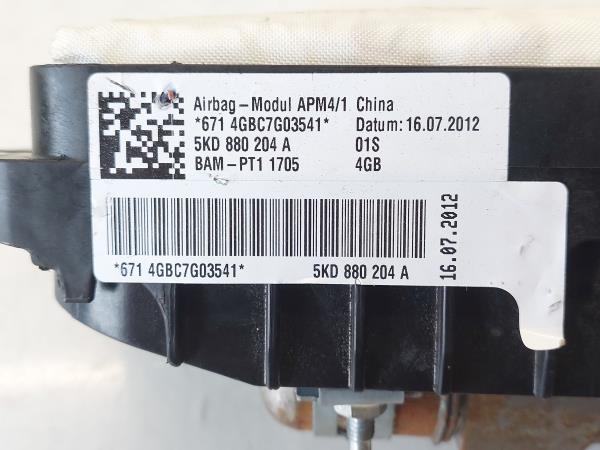 Airbag-Modul APM4/1 China
*671 4GBC7G03541* Datum: 16.07.2012
5KD 880 204 A 01S
BAM-PT1 1705 4GB
*671 4GBC7G03541* 5KD 880 204 A
16.07.2012